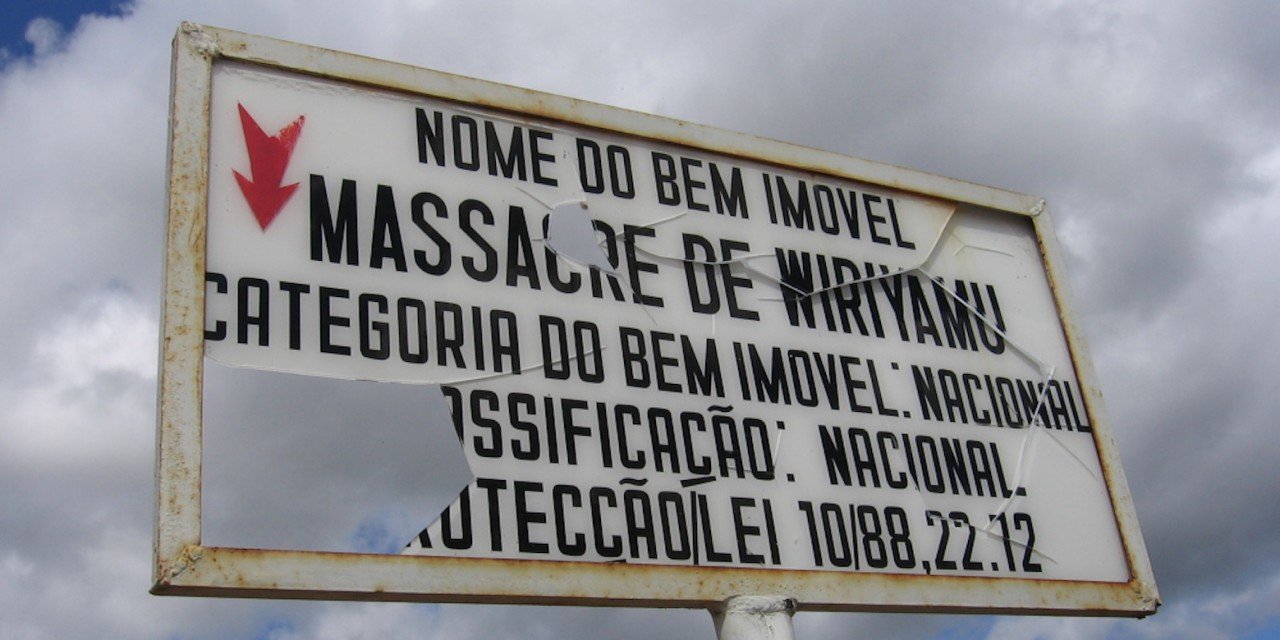 NOME DO BEM IMOVEL
MASSACRE DE WIRIYAMU
CATEGORIA DO BEM IMOVEL: NACIONAL
SSIFICAÇÃO: NACIONAL
OTECCÃO/LEI 10/88,22.12